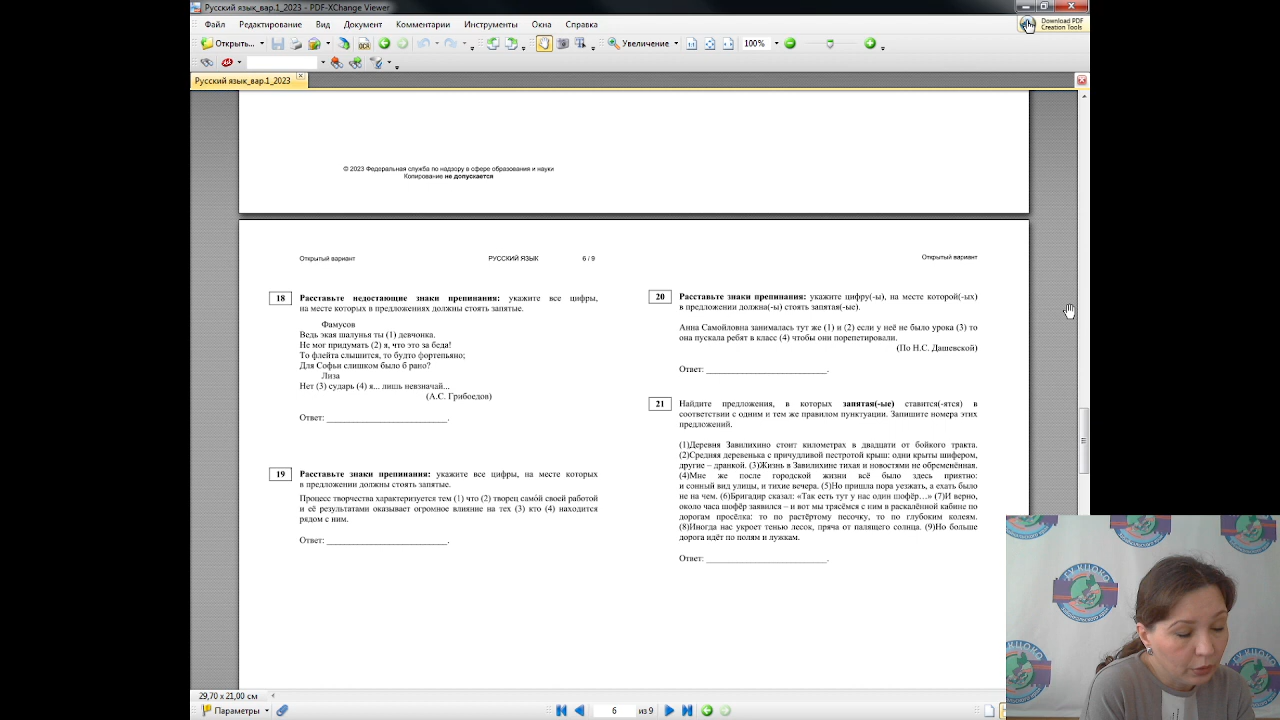 Русский язык_вар.1_2023 - PDF-XChange Viewer
Файл Редактирование Вид Документ Комментарии Инструменты Окна Справка
Download PDF
Creation Tools
Открыть... OCR Увеличение 100%
Русский язык_вар.1_2023
© 2023 Федеральная служба по надзору в сфере образования и науки
Копирование не допускается
Открытый вариант РУССКИЙ ЯЗЫК 6 / 9
18 Расставьте недостающие знаки препинания: укажите все цифры,
на месте которых в предложениях должны стоять запятые.
Фамусов
Ведь экая шалунья ты (1) девчонка.
Не мог придумать (2) я, что это за беда!
То флейта слышится, то будто фортепьяно;
Для Софьи слишком было б рано?
Лиза
Нет (3) сударь (4) я... лишь невзначай...
(А.С. Грибоедов)
Ответ: ___________________________.
19 Расставьте знаки препинания: укажите все цифры, на месте которых
в предложении должны стоять запятые.
Процесс творчества характеризуется тем (1) что (2) творец само́й своей работой
и её результатами оказывает огромное влияние на тех (3) кто (4) находится
рядом с ним.
Ответ: ___________________________.
Открытый вариант
20 Расставьте знаки препинания: укажите цифру(-ы), на месте которой(-ых)
в предложении должна(-ы) стоять запятая(-ые).
Анна Самойловна занималась тут же (1) и (2) если у неё не было урока (3) то
она пускала ребят в класс (4) чтобы они порепетировали.
(По Н.С. Дашевской)
Ответ: ___________________________.
21 Найдите предложения, в которых запятая(-ые) ставится(-ятся) в
соответствии с одним и тем же правилом пунктуации. Запишите номера этих
предложений.
(1)Деревня Завилихино стоит километрах в двадцати от бойкого тракта.
(2)Средняя деревенька с причудливой пестротой крыш: одни крыты шифером,
другие – дранкой. (3)Жизнь в Завилихине тихая и новостями не обременённая.
(4)Мне же после городской жизни всё было здесь приятно:
и сонный вид улицы, и тихие вечера. (5)Но пришла пора уезжать, а ехать было
не на чем. (6)Бригадир сказал: «Так есть тут у нас один шофёр…» (7)И верно,
около часа шофёр заявился – и вот мы трясёмся с ним в раскалённой кабине по
дорогам просёлка: то по растёртому песочку, то по глубоким колеям.
(8)Иногда нас укроет тенью лесок, пряча от палящего солнца. (9)Но больше
дорога идёт по полям и лужкам.
Ответ: ___________________________.
29,70 x 21,00 см
Параметры 6 из 9